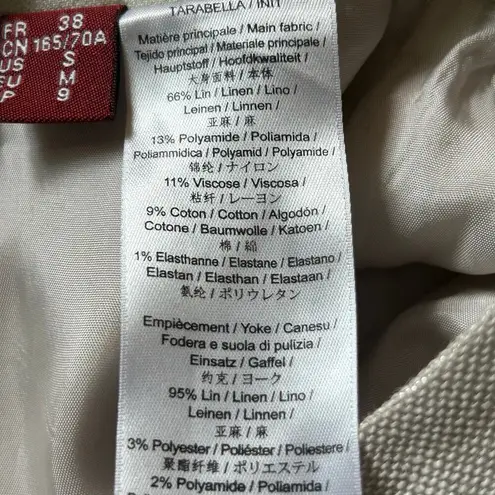 FR 38
CN 165/70A
US S
EU M
P 9
TARABELLA / INI1
Matière principale / Main fabric /
Tejido principal / Materiale principale /
Hauptstoff / Hoofdkwaliteit /
大身面料 / 本体
66% Lin / Linen / Lino /
Leinen / Linnen /
亚麻 / 麻
13% Polyamide / Poliamida /
Poliammidica / Polyamid / Polyamide /
锦纶 / ナイロン
11% Viscose / Viscosa /
粘纤 / レーヨン
9% Coton / Cotton / Algodón /
Cotone / Baumwolle / Katoen /
棉 / 綿
1% Elasthanne / Elastane / Elastano /
Elastan / Elasthan / Elastaan /
氨纶 / ポリウレタン
Empiècement / Yoke / Canesu /
Fodera e suola di pulizia /
Einsatz / Gaffel /
约克 / ヨーク
95% Lin / Linen / Lino /
Leinen / Linnen /
亚麻 / 麻
3% Polyester / Poliéster / Poliestere /
聚酯纤维 / ポリエステル
2% Polyamide / Poliamida /